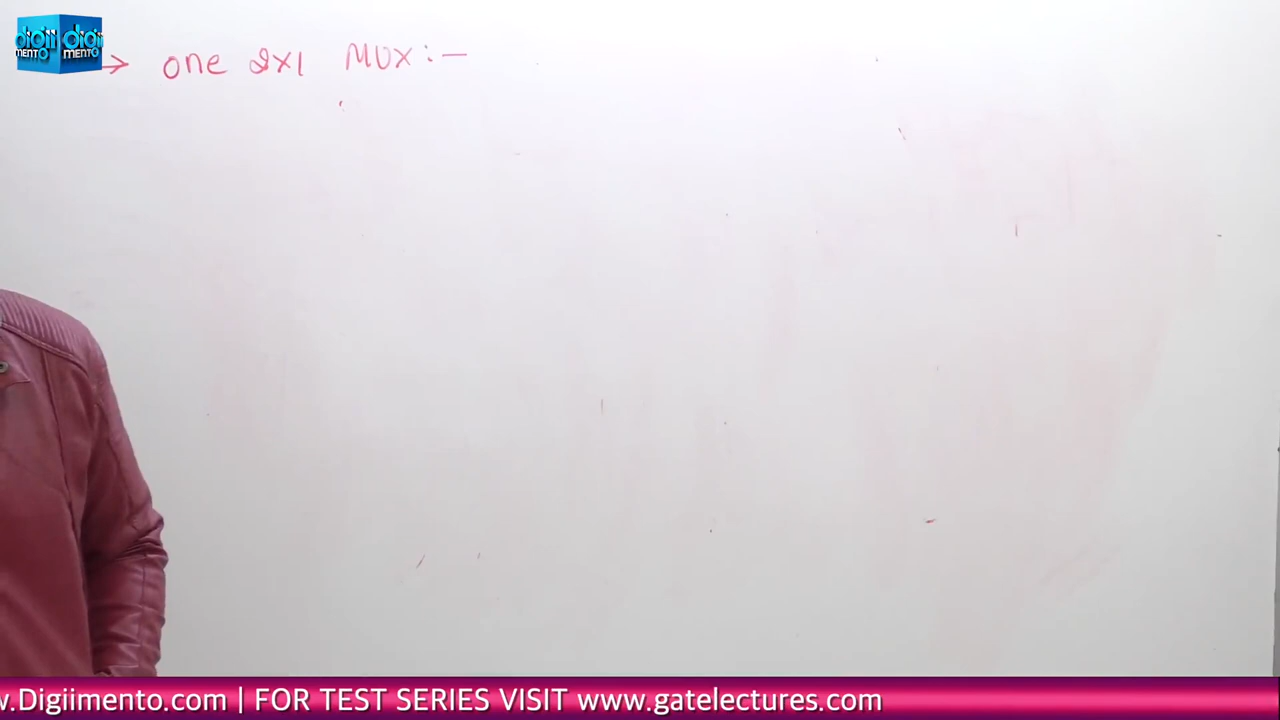 digii digii
MENTO MENTO
→ one 2x1 MUX :-
w.Digiimento.com | FOR TEST SERIES VISIT www.gatelectures.com